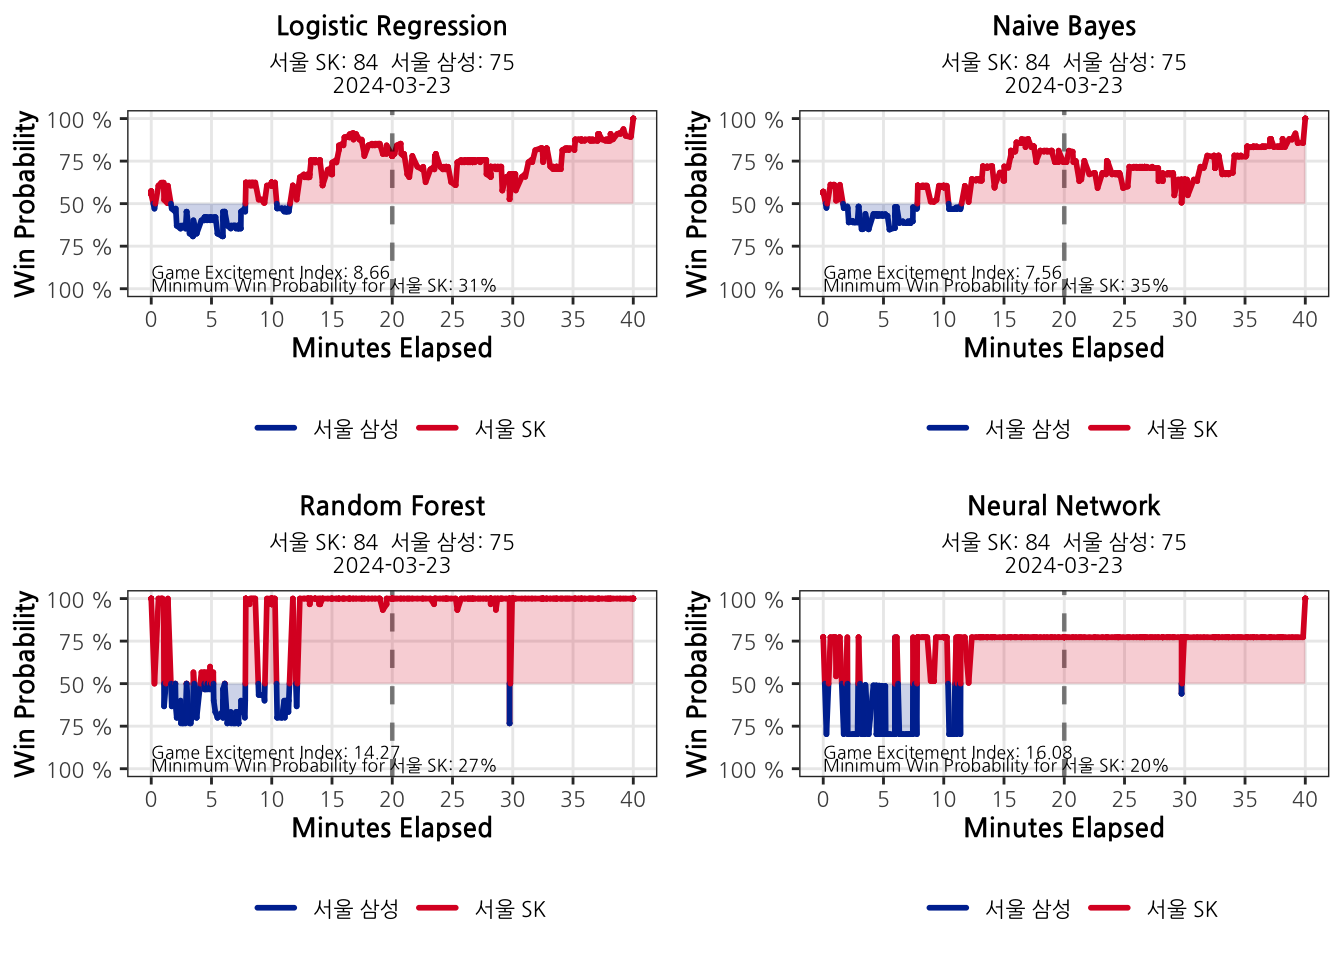 Logistic Regression
서울 SK: 84 서울 삼성: 75
2024-03-23
Win Probability
100 %
75 %
50 %
75 %
100 %
Game Excitement Index: 8.66
Minimum Win Probability for 서울 SK: 31%
0 5 10 15 20 25 30 35 40
Minutes Elapsed
서울 삼성 서울 SK
Naive Bayes
서울 SK: 84 서울 삼성: 75
2024-03-23
Win Probability
100 %
75 %
50 %
75 %
100 %
Game Excitement Index: 7.56
Minimum Win Probability for 서울 SK: 35%
0 5 10 15 20 25 30 35 40
Minutes Elapsed
서울 삼성 서울 SK
Random Forest
서울 SK: 84 서울 삼성: 75
2024-03-23
Win Probability
100 %
75 %
50 %
75 %
100 %
Game Excitement Index: 14.27
Minimum Win Probability for 서울 SK: 27%
0 5 10 15 20 25 30 35 40
Minutes Elapsed
서울 삼성 서울 SK
Neural Network
서울 SK: 84 서울 삼성: 75
2024-03-23
Win Probability
100 %
75 %
50 %
75 %
100 %
Game Excitement Index: 16.08
Minimum Win Probability for 서울 SK: 20%
0 5 10 15 20 25 30 35 40
Minutes Elapsed
서울 삼성 서울 SK